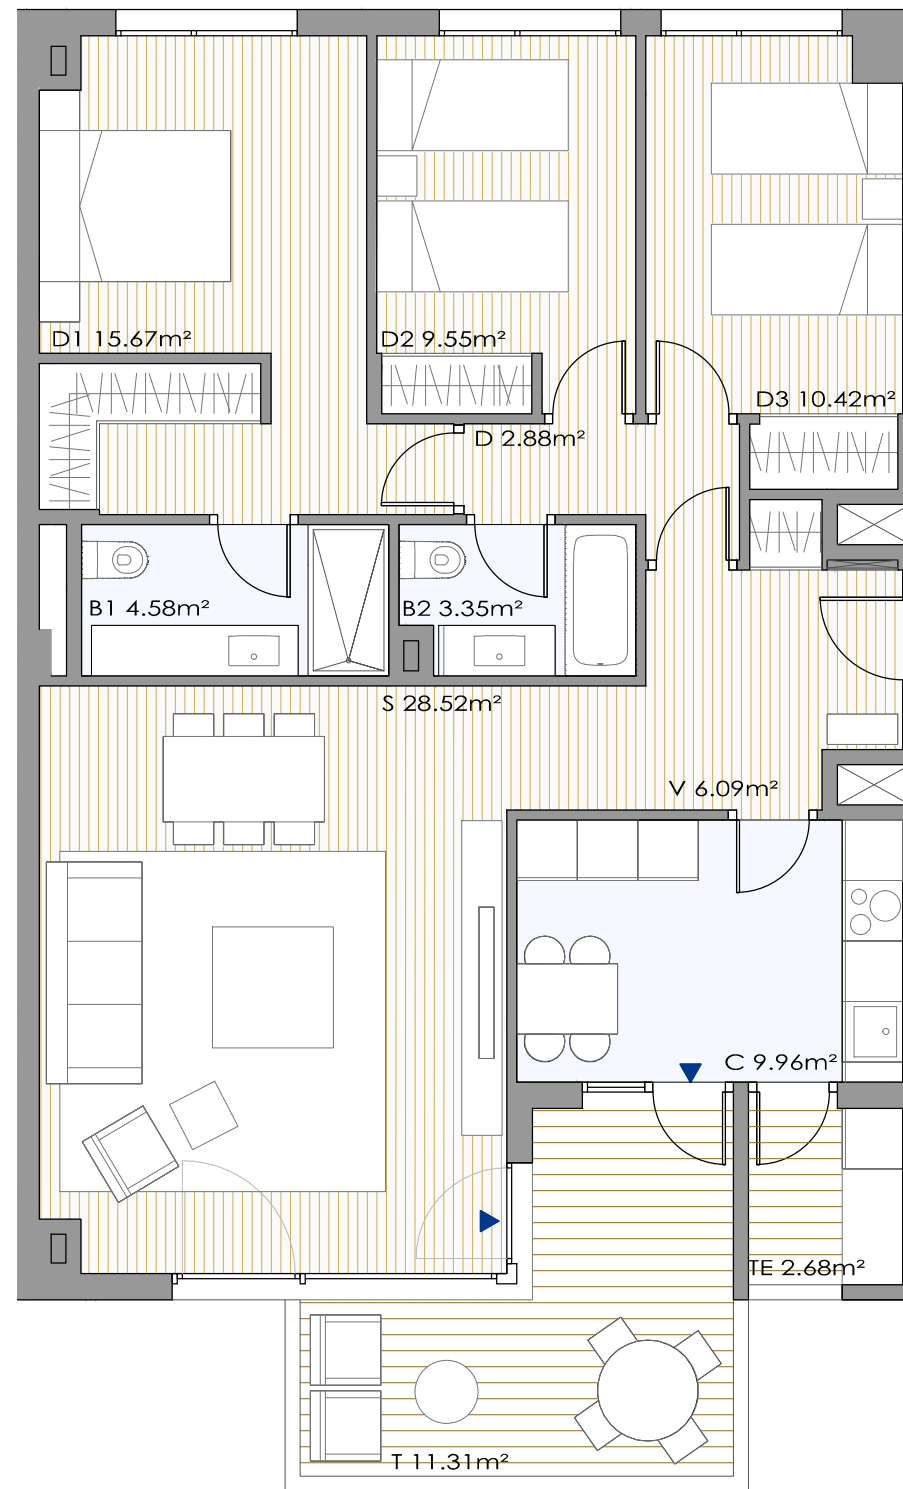 D1 15.67m²
D2 9.55m²
D3 10.42m²
D 2.88m²
B1 4.58m²
B2 3.35m²
S 28.52m²
V 6.09m²
C 9.96m²
TE 2.68m²
T 11.31m²